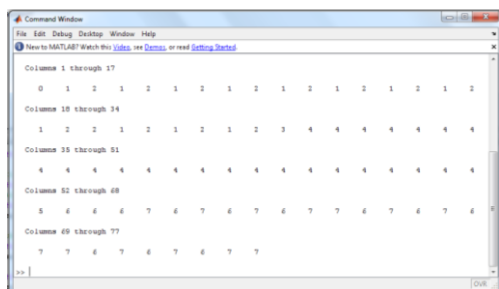 Command Window
File Edit Debug Desktop Window Help
New to MATLAB? Watch this Video, see Demos, or read Getting Started.
Columns 1 through 17
0 1 2 1 2 1 2 1 2 1 2 1 2 1 2 1 2
Columns 18 through 34
1 2 2 1 2 1 2 1 2 3 4 4 4 4 4 4 4
Columns 35 through 51
4 4 4 4 4 4 4 4 4 4 4 4 4 4 4 4 4
Columns 52 through 68
5 6 6 6 7 6 7 6 7 6 7 7 6 7 6 7 6
Columns 69 through 77
7 7 6 7 6 7 6 7 7
>>
OVR